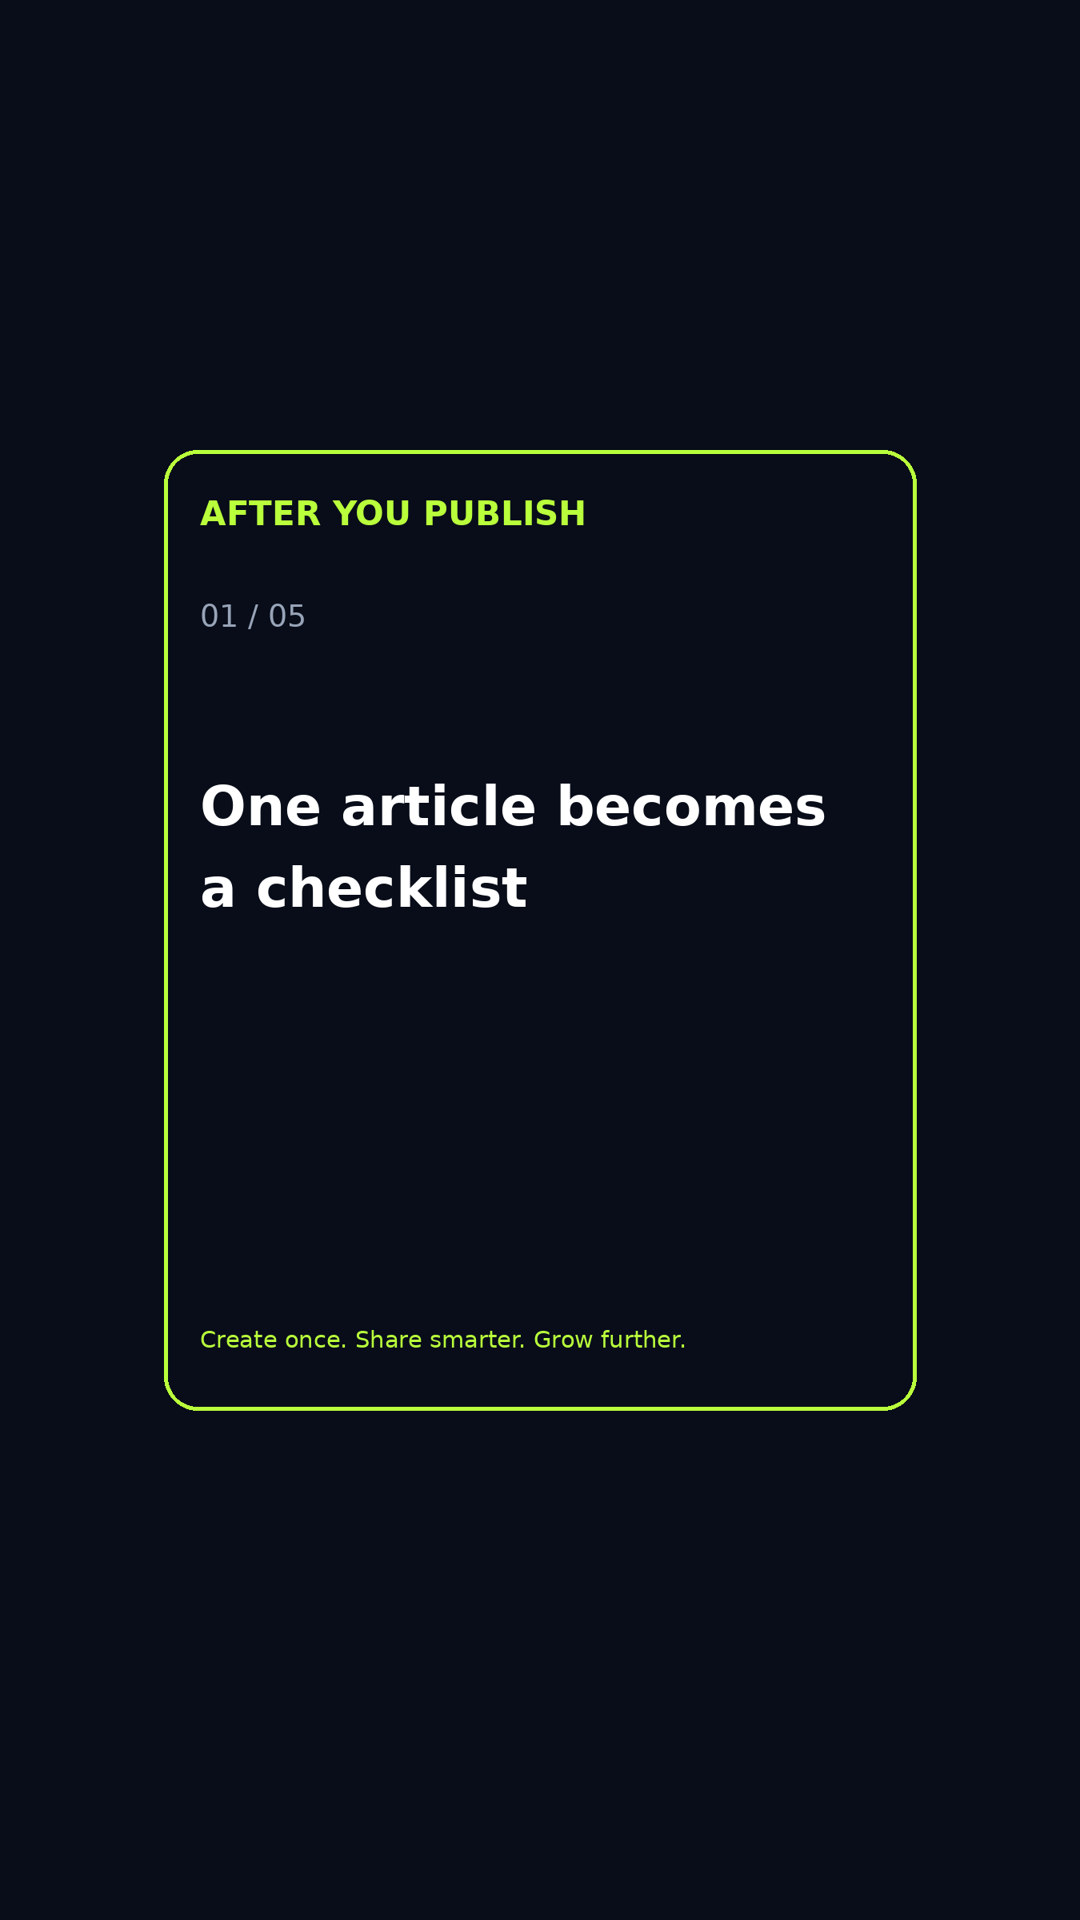 AFTER YOU PUBLISH
01 / 05
One article becomes
a checklist
Create once. Share smarter. Grow further.